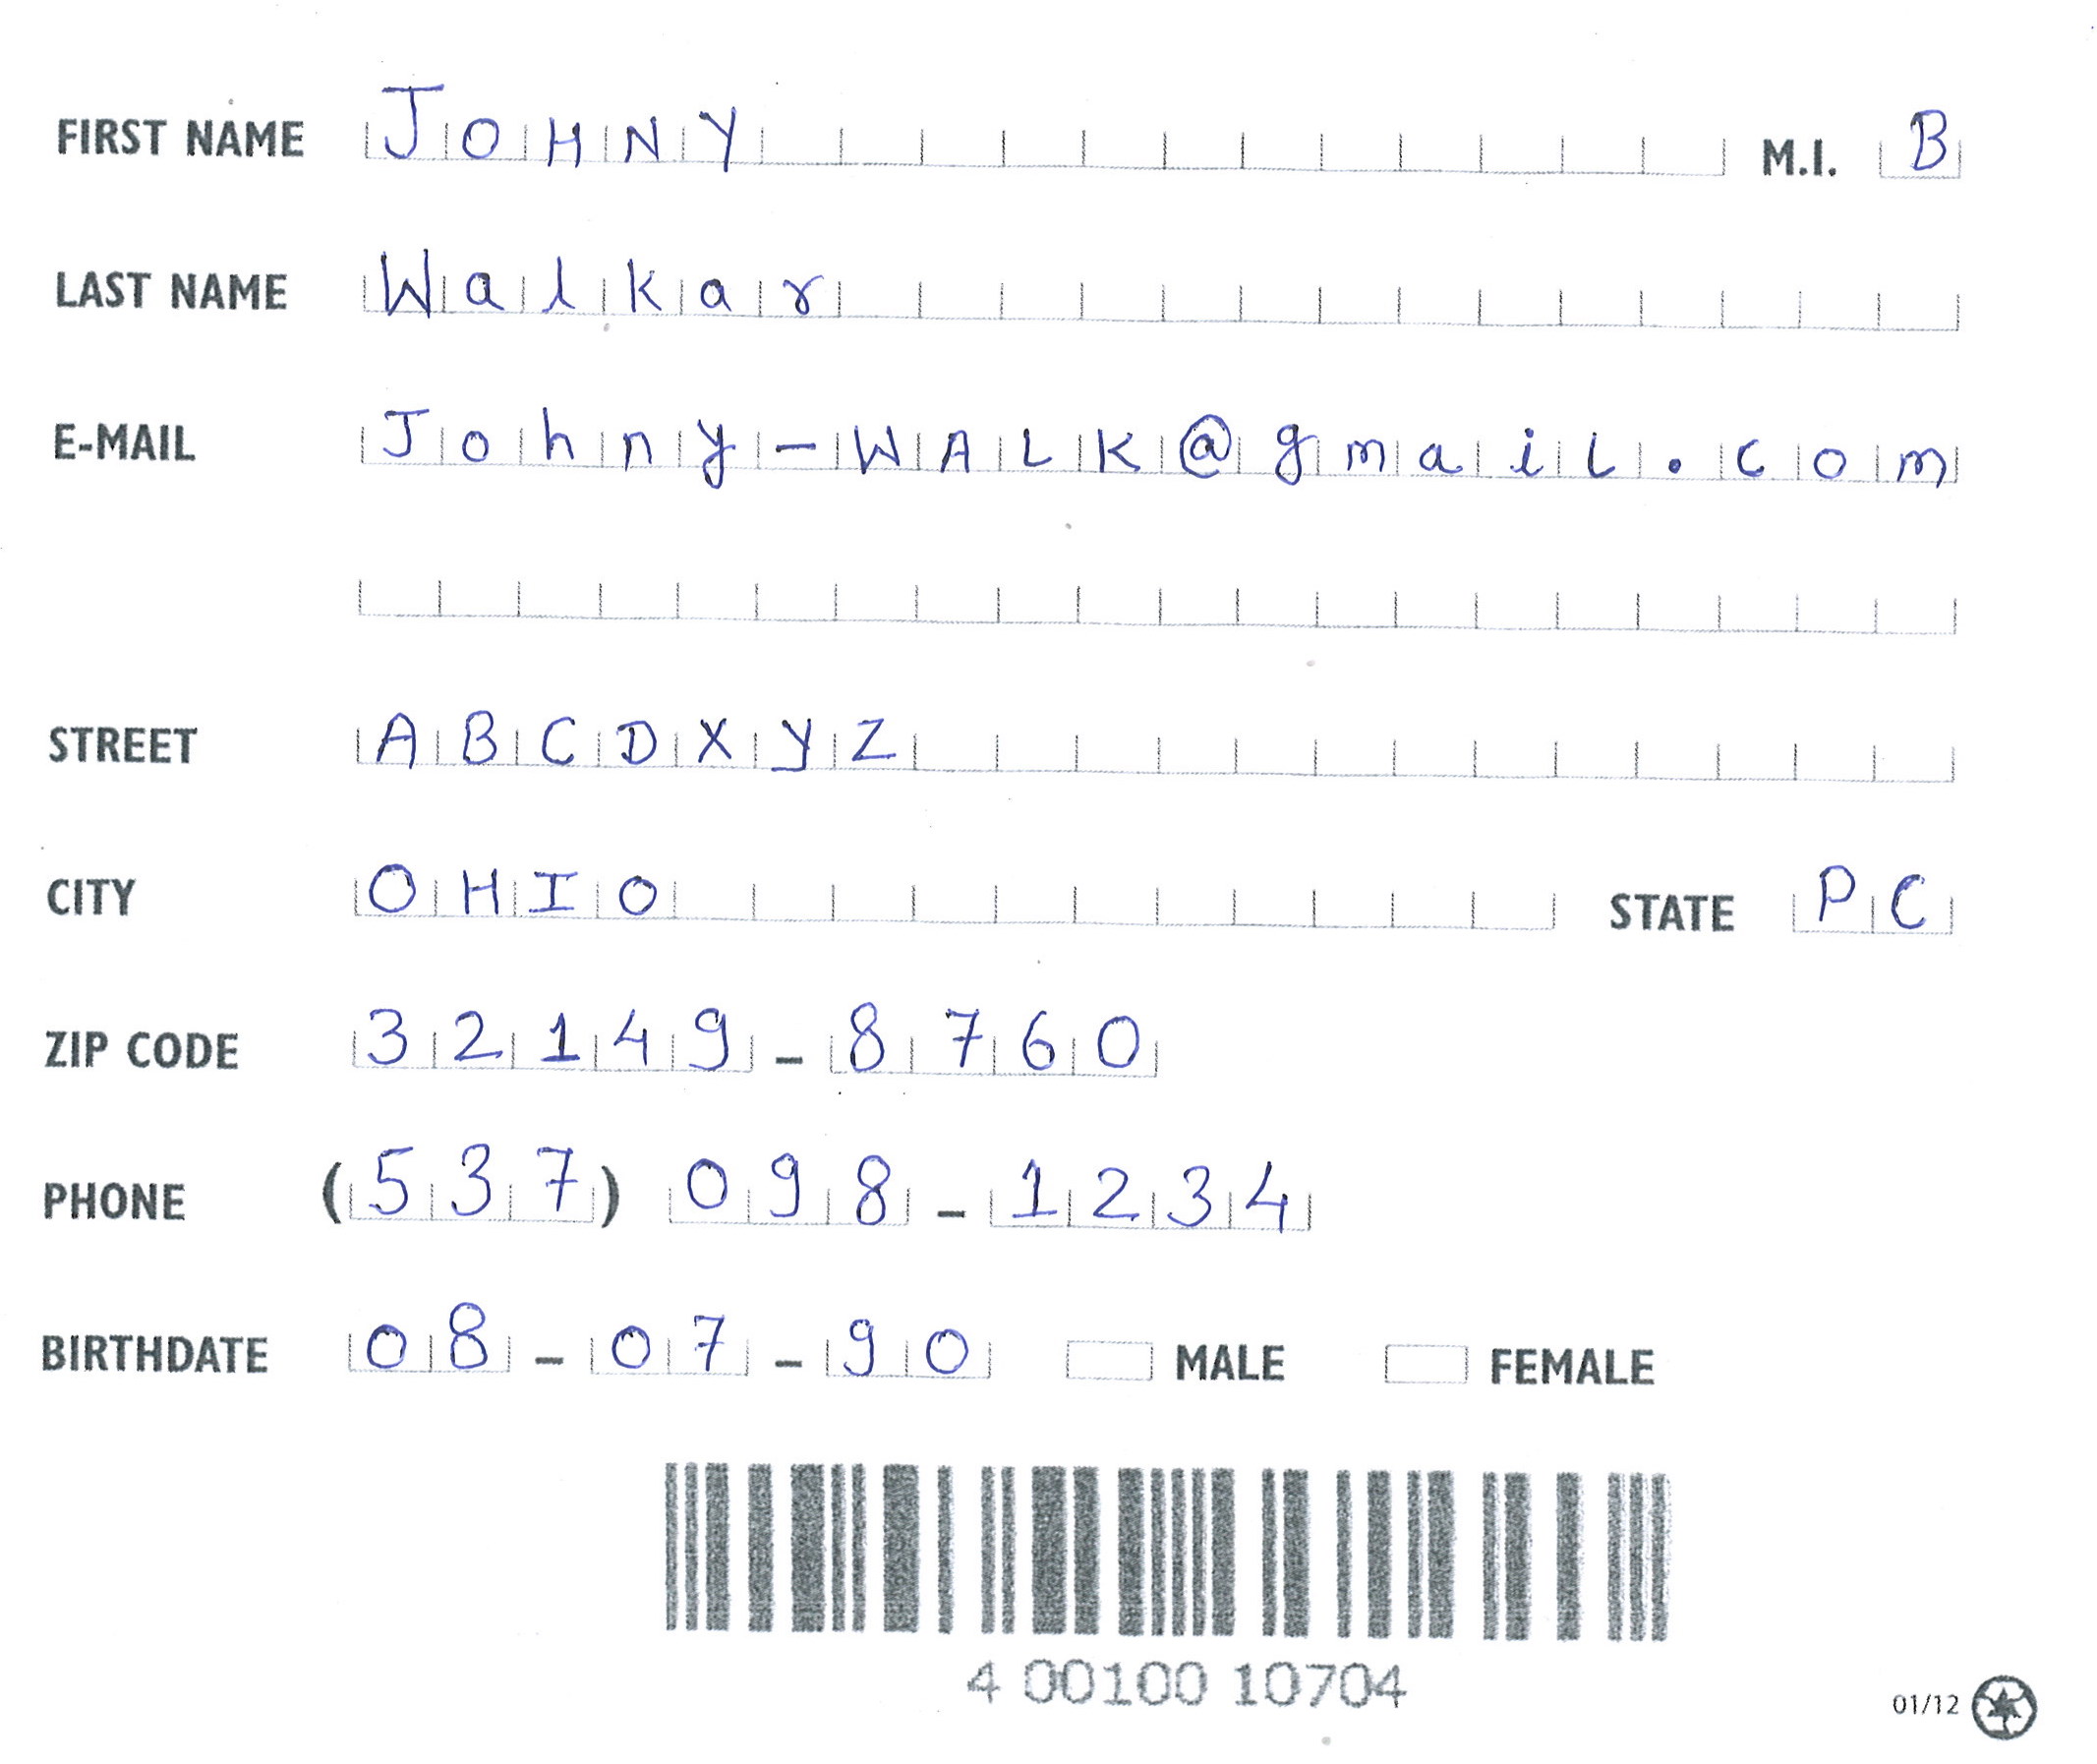 FIRST NAME JOHNY M.I. B
LAST NAME Walkar
E-MAIL Johny-WALK@gmail.com
STREET ABCDXYZ
CITY OHIO STATE PC
ZIP CODE 32149-8760
PHONE (537) 098-1234
BIRTHDATE 08-07-90 MALE FEMALE
4 00100 10704
01/12